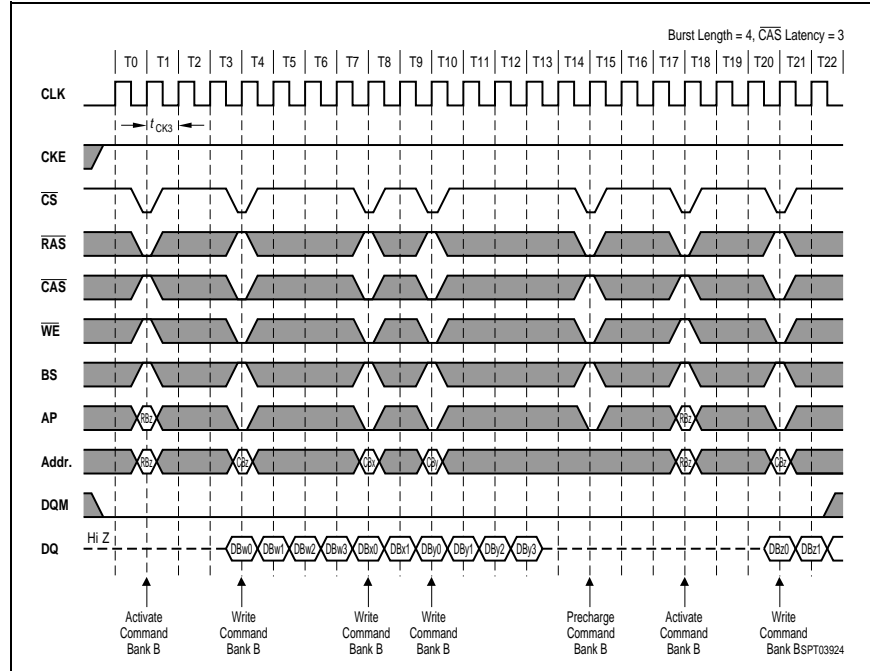 Burst Length = 4, CAS Latency = 3
T0 T1 T2 T3 T4 T5 T6 T7 T8 T9 T10 T11 T12 T13 T14 T15 T16 T17 T18 T19 T20 T21 T22
CLK
tCK3
CKE
CS
RAS
CAS
WE
BS
AP RBz RBz
Addr. RBz CBz CBx CBy RBz CBz
DQM
Hi Z
DQ DBw0 DBw1 DBw2 DBw3 DBx0 DBx1 DBy0 DBy1 DBy2 DBy3 DBz0 DBz1
Activate Write Write Write Precharge Activate Write
Command Command Command Command Command Command Command
Bank B Bank B Bank B Bank B Bank B Bank B Bank B SPT03924